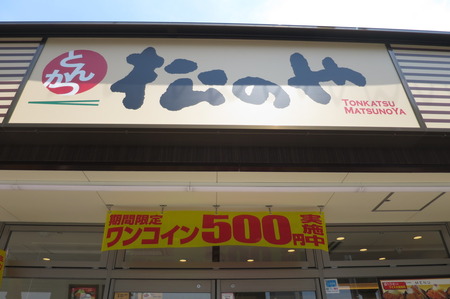 とんかつ
松のや
TONKATSU
MATSUNOYA
期間限定
ワンコイン500円
実施中